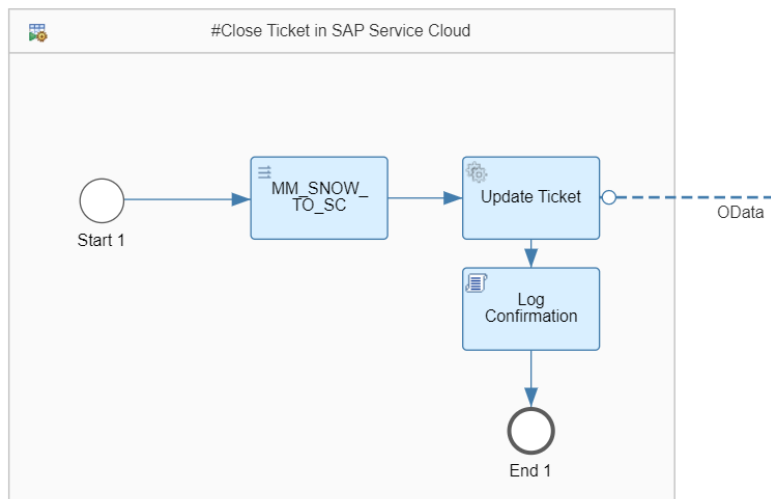 #Close Ticket in SAP Service Cloud
MM_SNOW_
TO_SC
Update Ticket
OData
Start 1
Log
Confirmation
End 1